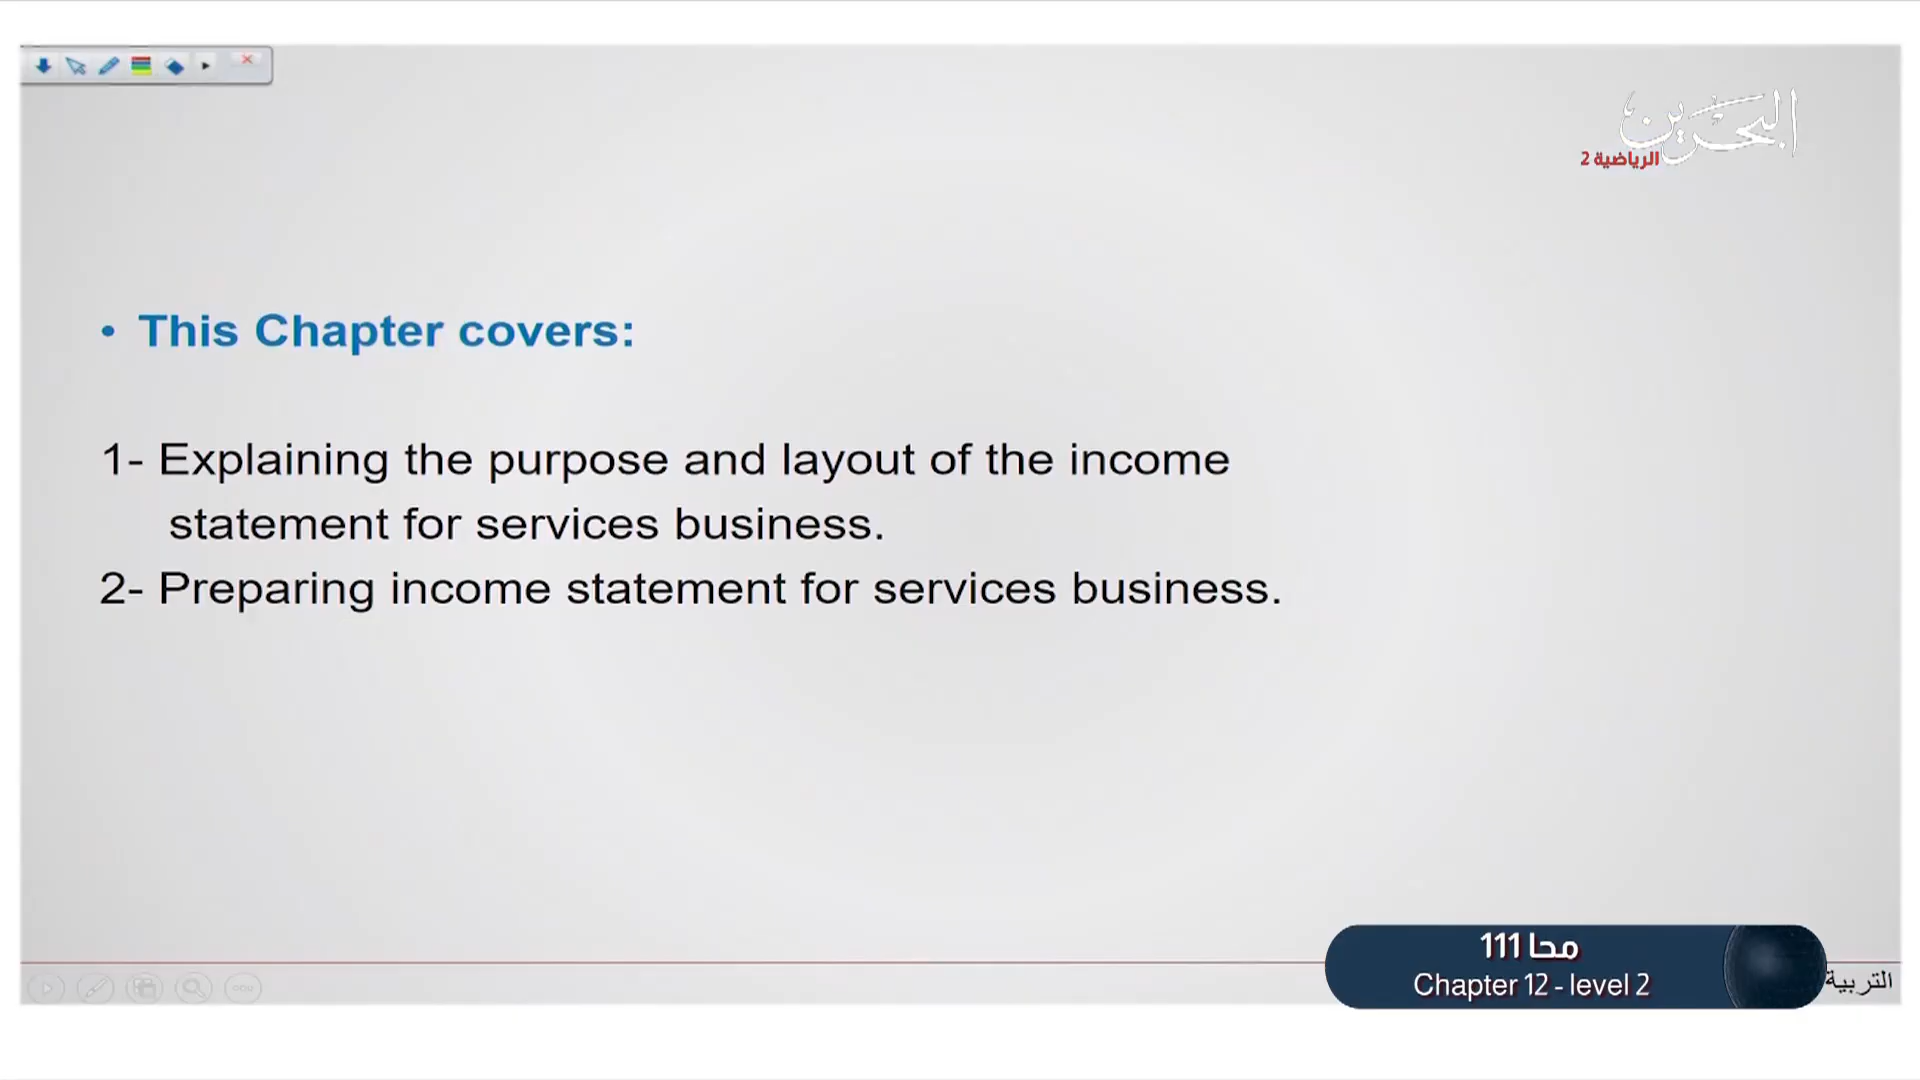 البحرين
الرياضية 2
• This Chapter covers:
1- Explaining the purpose and layout of the income
statement for services business.
2- Preparing income statement for services business.
محا 111
Chapter 12 - level 2
التربية